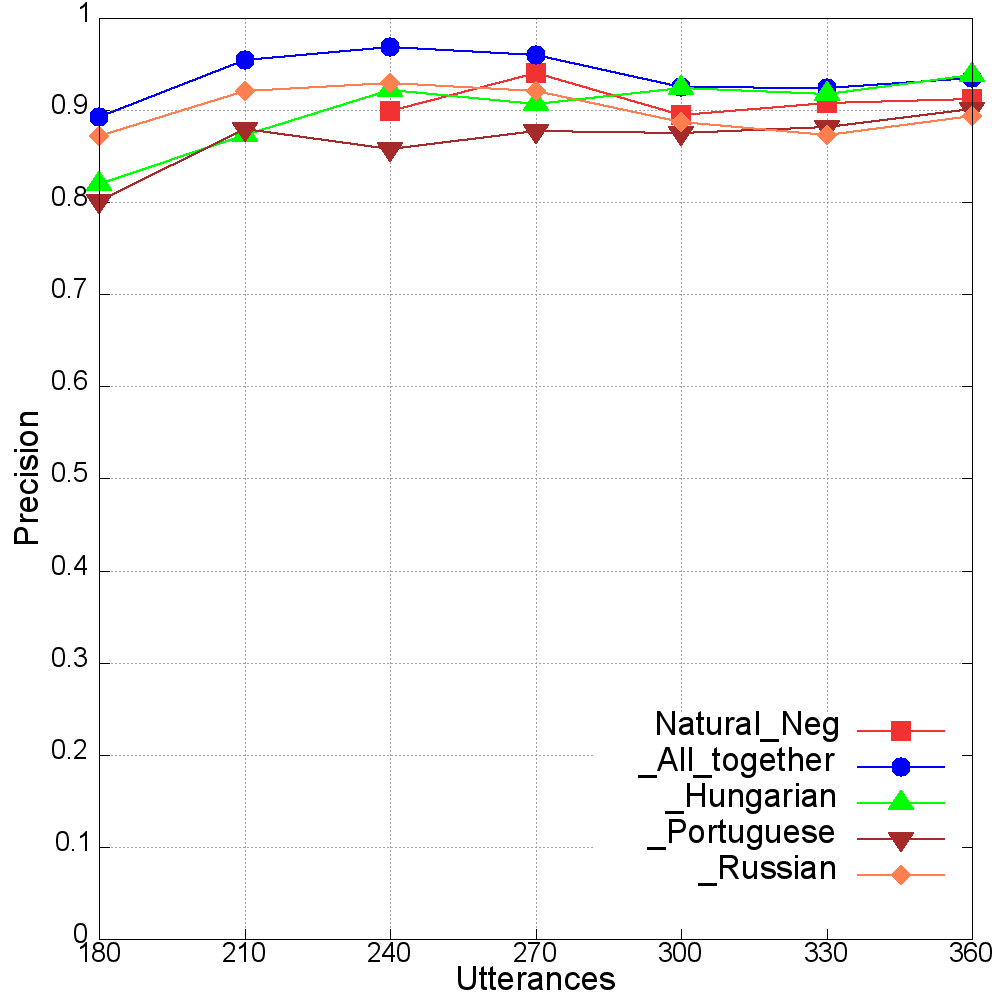 1
0.9
0.8
0.7
0.6
0.5
0.4
0.3
0.2
0.1
0
180 210 240 270 300 330 360
Precision
Utterances
Natural_Neg
_All_together
_Hungarian
_Portuguese
_Russian